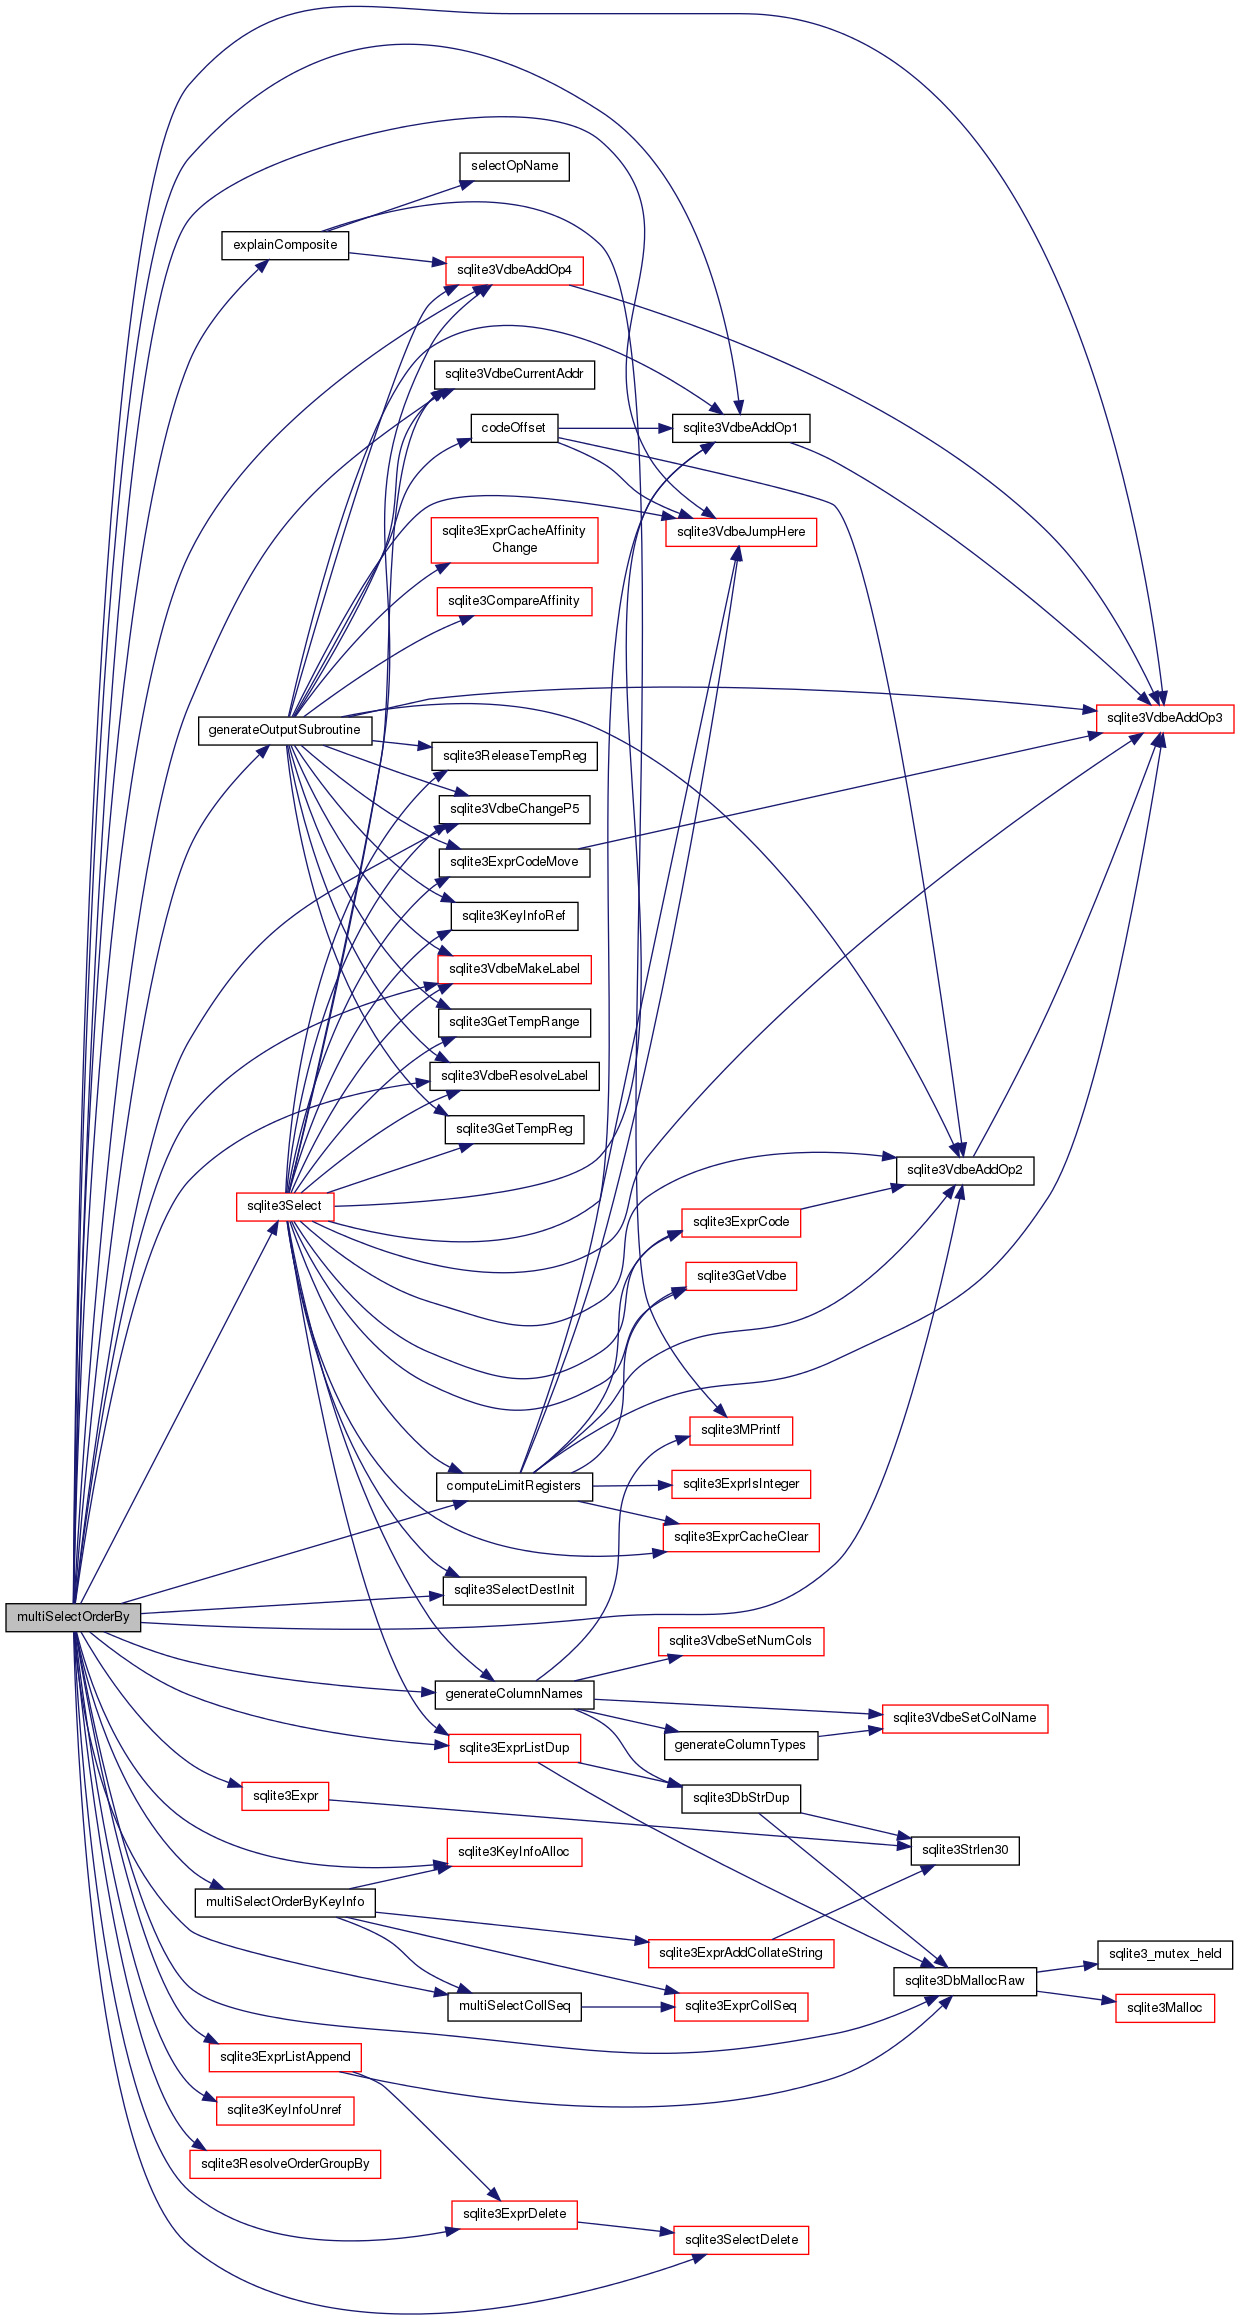 selectOpName
explainComposite
sqlite3VdbeAddOp4
sqlite3VdbeCurrentAddr
codeOffset
sqlite3VdbeAddOp1
sqlite3ExprCacheAffinity
Change
sqlite3VdbeJumpHere
sqlite3CompareAffinity
generateOutputSubroutine
sqlite3VdbeAddOp3
sqlite3ReleaseTempReg
sqlite3VdbeChangeP5
sqlite3ExprCodeMove
sqlite3KeyInfoRef
sqlite3VdbeMakeLabel
sqlite3GetTempRange
sqlite3VdbeResolveLabel
sqlite3GetTempReg
sqlite3VdbeAddOp2
sqlite3Select
sqlite3ExprCode
sqlite3GetVdbe
sqlite3MPrintf
computeLimitRegisters
sqlite3ExprIsInteger
sqlite3ExprCacheClear
sqlite3SelectDestInit
multiSelectOrderBy
sqlite3VdbeSetNumCols
generateColumnNames
sqlite3VdbeSetColName
generateColumnTypes
sqlite3ExprListDup
sqlite3Expr
sqlite3DbStrDup
sqlite3Strlen30
sqlite3KeyInfoAlloc
multiSelectOrderByKeyInfo
sqlite3ExprAddCollateString
sqlite3_mutex_held
sqlite3DbMallocRaw
multiSelectCollSeq
sqlite3ExprCollSeq
sqlite3Malloc
sqlite3ExprListAppend
sqlite3KeyInfoUnref
sqlite3ResolveOrderGroupBy
sqlite3ExprDelete
sqlite3SelectDelete